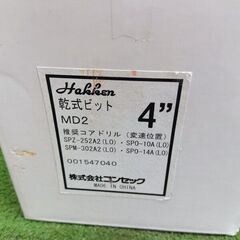 Hakken
乾式ビット
MD2
4”
推奨コアドリル（変速位置）
SPZ-252A2(LO)・SPO-10A(LO)
SPM-302A2(LO)・SPO-14A(LO)
001547040
株式会社コンセック
MADE IN CHINA